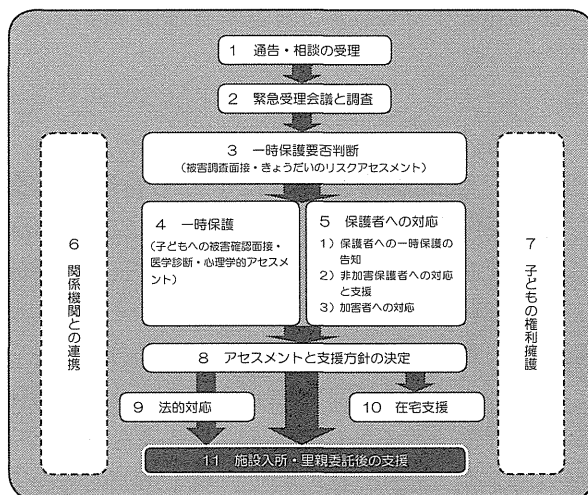 1 通告・相談の受理
2 緊急受理会議と調査
3 一時保護要否判断
(被害調査面接・きょうだいのリスクアセスメント)
4 一時保護
(子どもへの被害確認面接・
医学診断・心理学的アセスメ
ント)
5 保護者への対応
1)保護者への一時保護の
告知
2)非加害保護者への対応
と支援
3)加害者への対応
6 関係機関との連携
7 子どもの権利擁護
8 アセスメントと支援方針の決定
9 法的対応
10 在宅支援
11 施設入所・里親委託後の支援